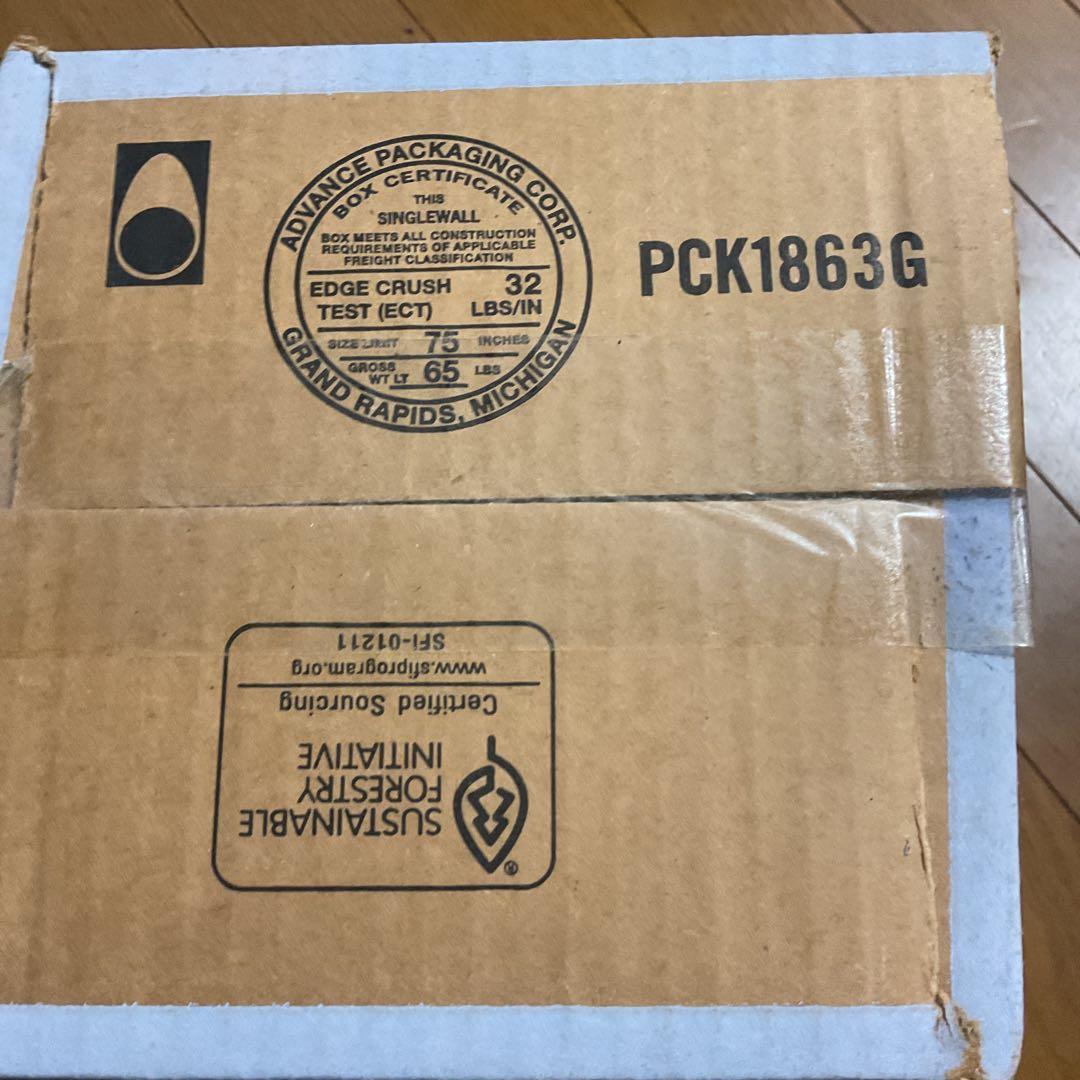 ADVANCE PACKAGING CORP.
BOX CERTIFICATE
THIS
SINGLEWALL
BOX MEETS ALL CONSTRUCTION
REQUIREMENTS OF APPLICABLE
FREIGHT CLASSIFICATION
EDGE CRUSH 32
TEST (ECT) LBS/IN
SIZE LIMIT 75 INCHES
GROSS
WT LT 65 LBS
GRAND RAPIDS, MICHIGAN
PCK1863G
SUSTAINABLE
FORESTRY
INITIATIVE
®
Certified Sourcing
www.sfiprogram.org
SFI-01211